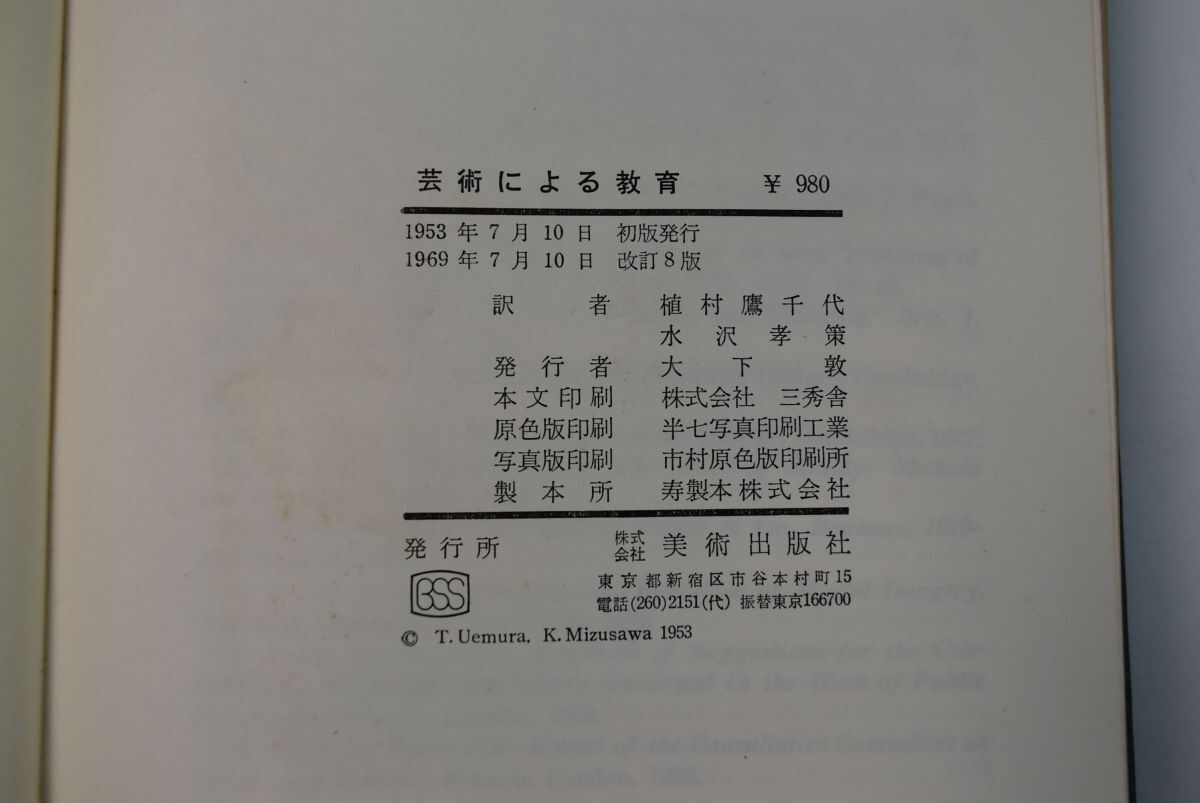 芸術による教育 ¥ 980
1953 年 7 月 10 日 初版発行
1969 年 7 月 10 日 改訂8版
訳者 植村鷹千代
水沢孝策
発行者 大下敦
本文印刷 株式会社 三秀舎
原色版印刷 半七写真印刷工業
写真版印刷 市村原色版印刷所
製本所 寿製本株式会社
発行所 株式会社 美術出版社
東京都新宿区市谷本村町15
電話(260)2151(代) 振替東京166700
BSS
© T. Uemura, K. Mizusawa 1953